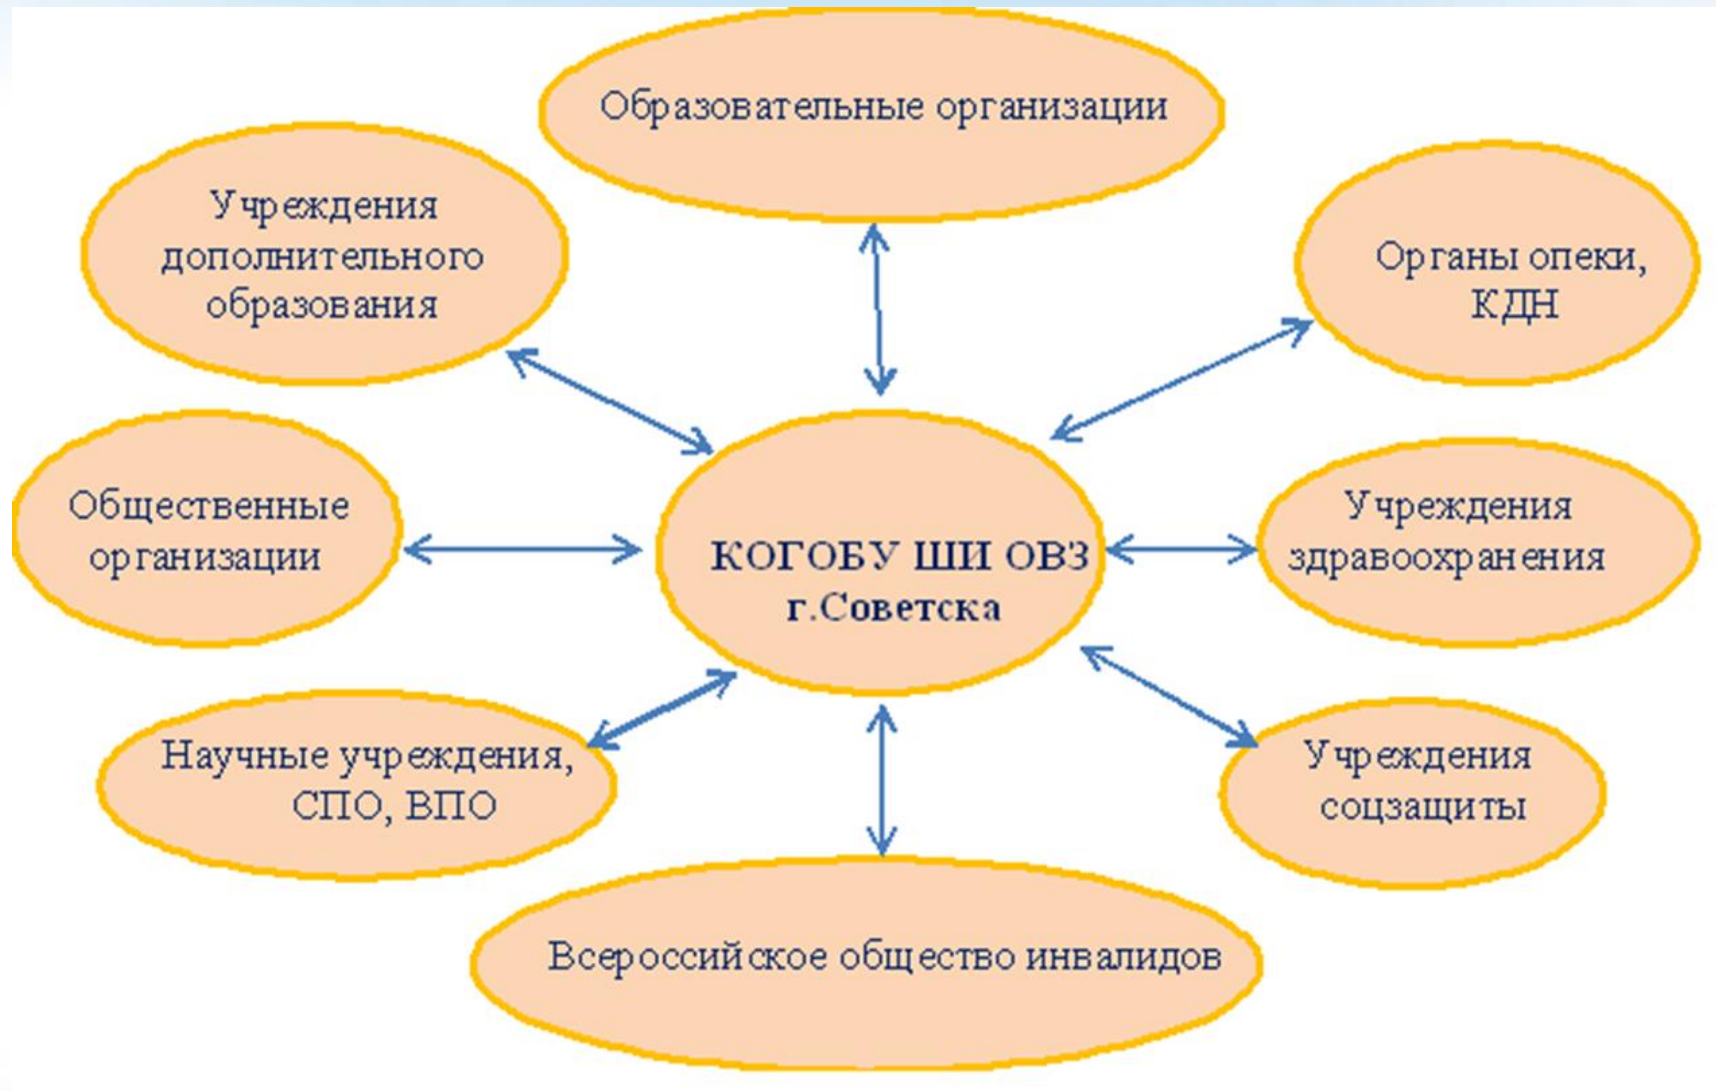 Образовательные организации
Учреждения
дополнительного
образования
Органы опеки,
КДН
Общественные
организации
КОГОБУ ШИ ОВЗ
г.Советска
Учреждения
здравоохранения
Научные учреждения,
СПО, ВПО
Учреждения
соцзащиты
Всероссийское общество инвалидов